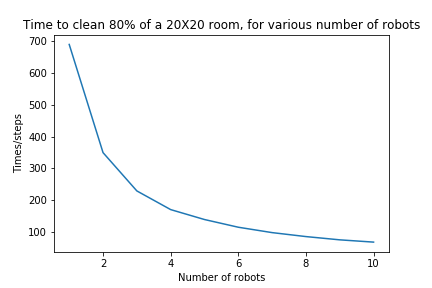 Time to clean 80% of a 20X20 room, for various number of robots
700
600
500
400
300
200
100
Times/steps
2 4 6 8 10
Number of robots